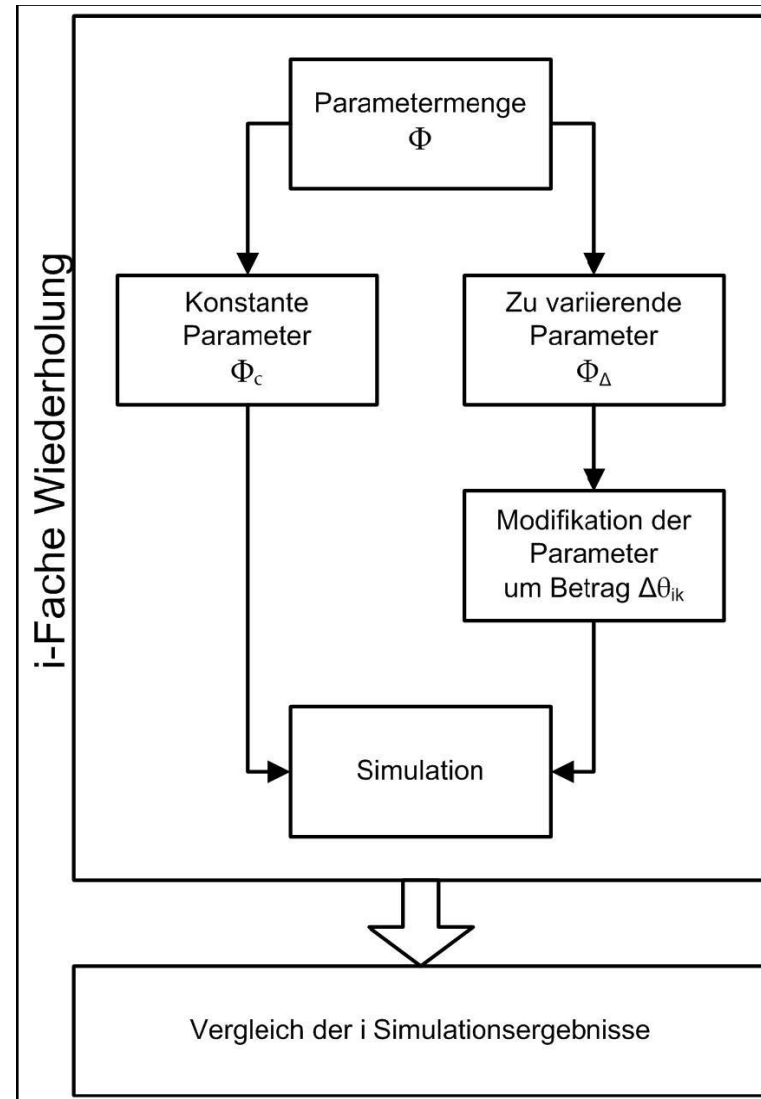 i-Fache Wiederholung
Parametermenge
Φ
Konstante
Parameter
Φc
Zu variierende
Parameter
ΦΔ
Modifikation der
Parameter
um Betrag Δθik
Simulation
Vergleich der i Simulationsergebnisse